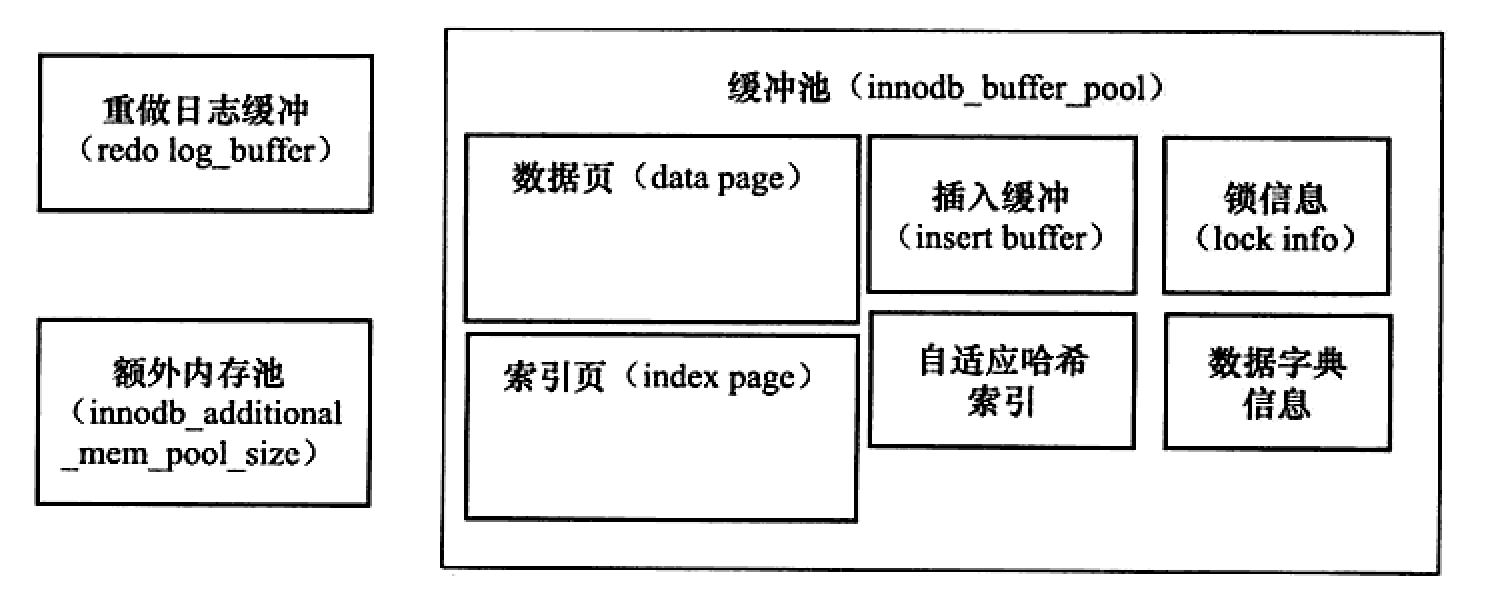 重做日志缓冲
（redo log_buffer）
额外内存池
（innodb_additional
_mem_pool_size）
缓冲池（innodb_buffer_pool）
数据页（data page）
插入缓冲
（insert buffer）
锁信息
（lock info）
索引页（index page）
自适应哈希
索引
数据字典
信息